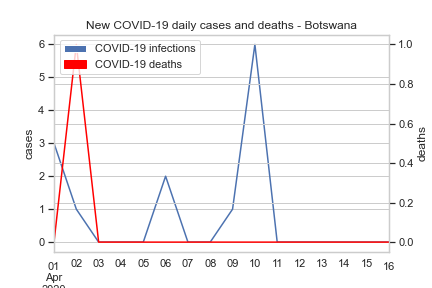 New COVID-19 daily cases and deaths - Botswana
COVID-19 infections
COVID-19 deaths
6
5
4
3
2
1
0
cases
1.0
0.8
0.6
0.4
0.2
0.0
deaths
01 02 03 04 05 06 07 08 09 10 11 12 13 14 15 16
Apr